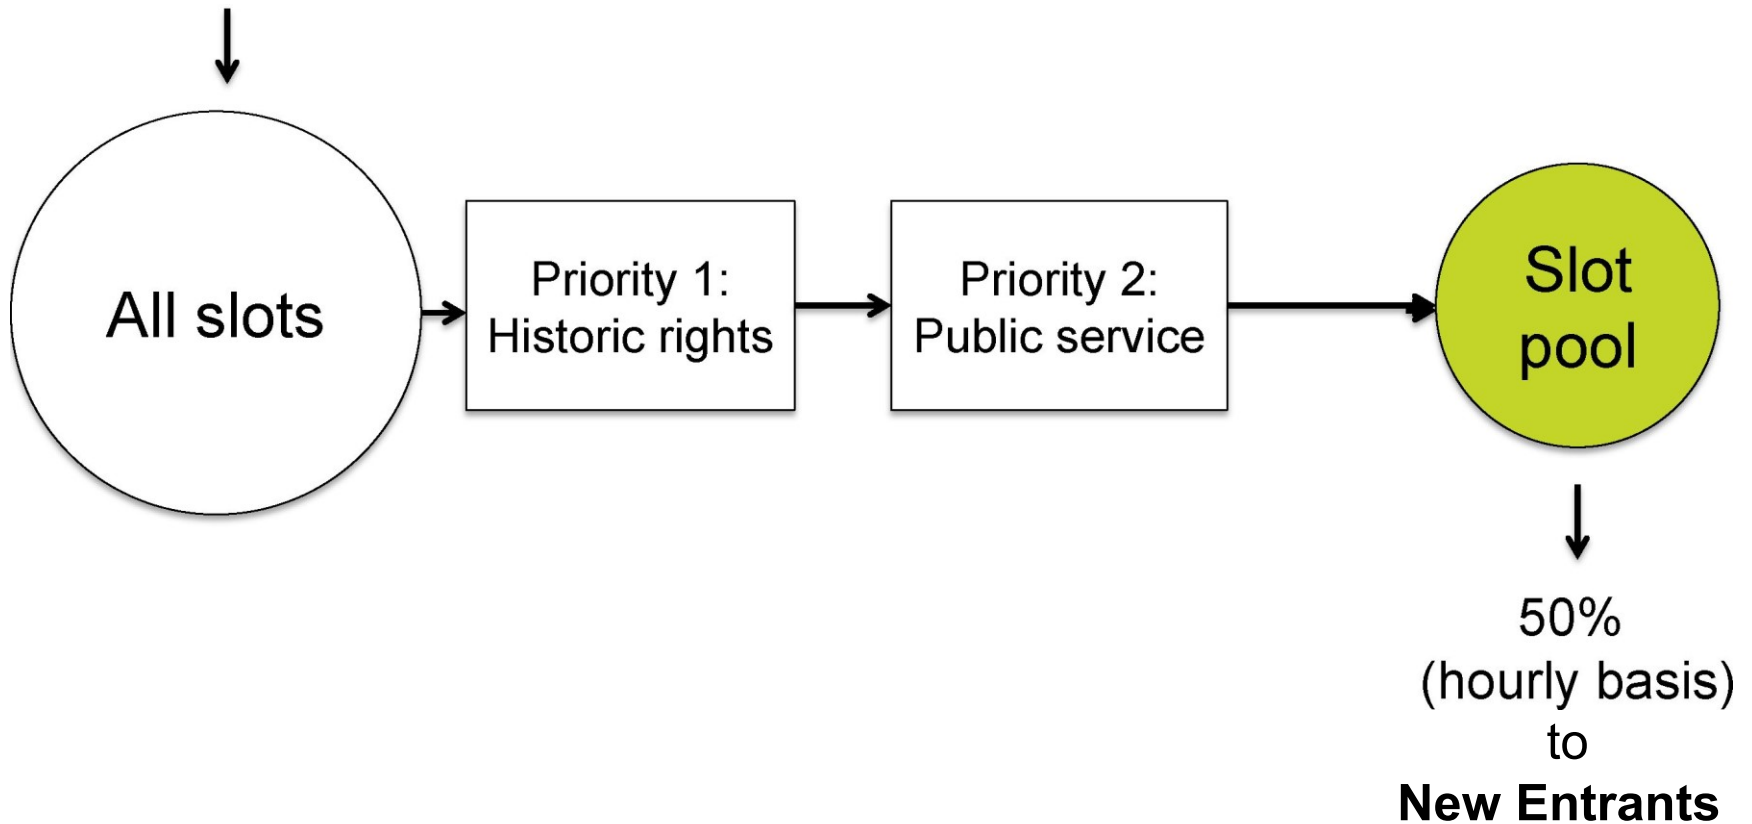 All slots
Priority 1:
Historic rights
Priority 2:
Public service
Slot
pool
50%
(hourly basis)
to
New Entrants